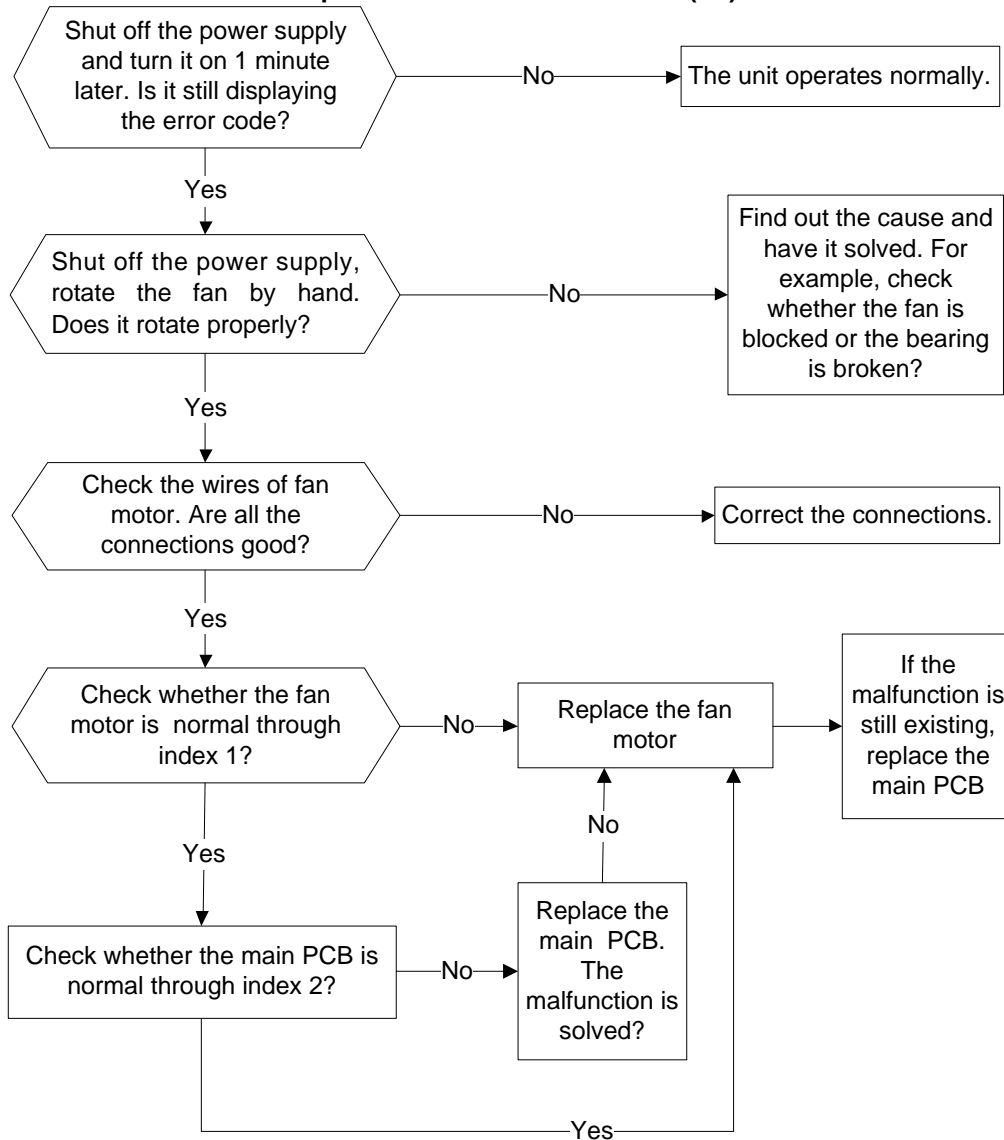 Shut off the power supply
and turn it on 1 minute
later. Is it still displaying
the error code?
No
The unit operates normally.
Yes
Shut off the power supply,
rotate the fan by hand.
Does it rotate properly?
No
Find out the cause and
have it solved. For
example, check
whether the fan is
blocked or the bearing
is broken?
Yes
Check the wires of fan
motor. Are all the
connections good?
No
Correct the connections.
Yes
Check whether the fan
motor is normal through
index 1?
No
Replace the fan
motor
If the
malfunction is
still existing,
replace the
main PCB
Yes
No
Check whether the main PCB is
normal through index 2?
No
Replace the
main PCB.
The
malfunction is
solved?
Yes